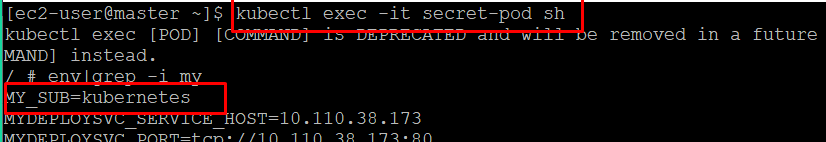 [ec2-user@master ~]$ kubectl exec -it secret-pod sh
kubectl exec [POD] [COMMAND] is DEPRECATED and will be removed in a future
MAND] instead.
/ # env|grep -i my
MY_SUB=kubernetes
MYDEPLOYSVC_SERVICE_HOST=10.110.38.173
MYDEPLOYSVC_PORT=tcp://10.110.38.173:80